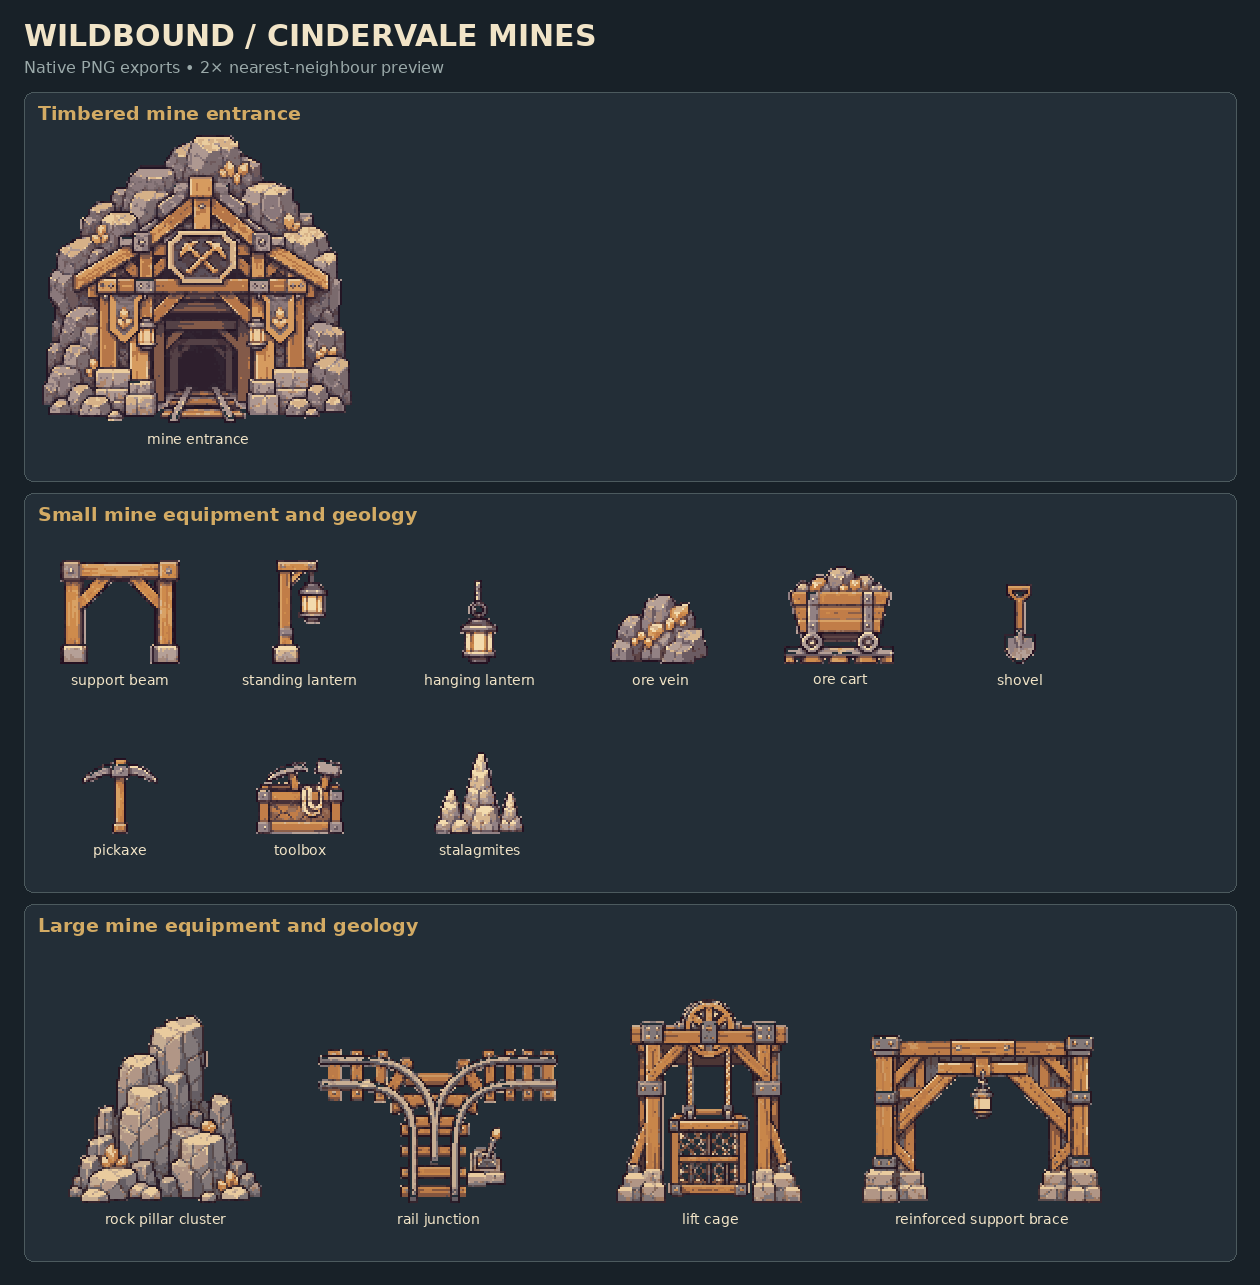 WILDBOUND / CINDERVALE MINES
Native PNG exports • 2× nearest-neighbour preview
Timbered mine entrance
mine entrance
Small mine equipment and geology
support beam
standing lantern
hanging lantern
ore vein
ore cart
shovel
pickaxe
toolbox
stalagmites
Large mine equipment and geology
rock pillar cluster
rail junction
lift cage
reinforced support brace